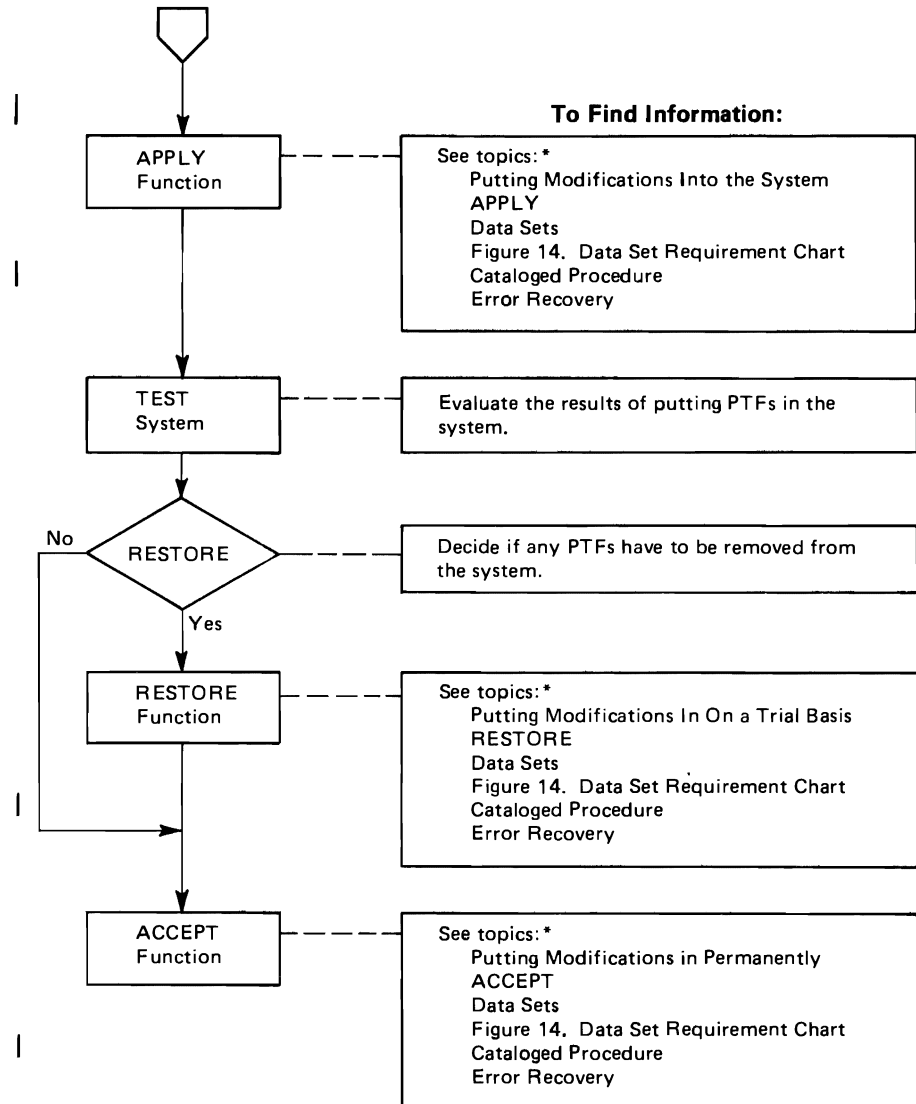 To Find Information:
APPLY
Function
See topics:*
Putting Modifications Into the System
APPLY
Data Sets
Figure 14. Data Set Requirement Chart
Cataloged Procedure
Error Recovery
TEST
System
Evaluate the results of putting PTFs in the
system.
No
RESTORE
Decide if any PTFs have to be removed from
the system.
Yes
RESTORE
Function
See topics:*
Putting Modifications In On a Trial Basis
RESTORE
Data Sets
Figure 14. Data Set Requirement Chart
Cataloged Procedure
Error Recovery
ACCEPT
Function
See topics:*
Putting Modifications in Permanently
ACCEPT
Data Sets
Figure 14. Data Set Requirement Chart
Cataloged Procedure
Error Recovery